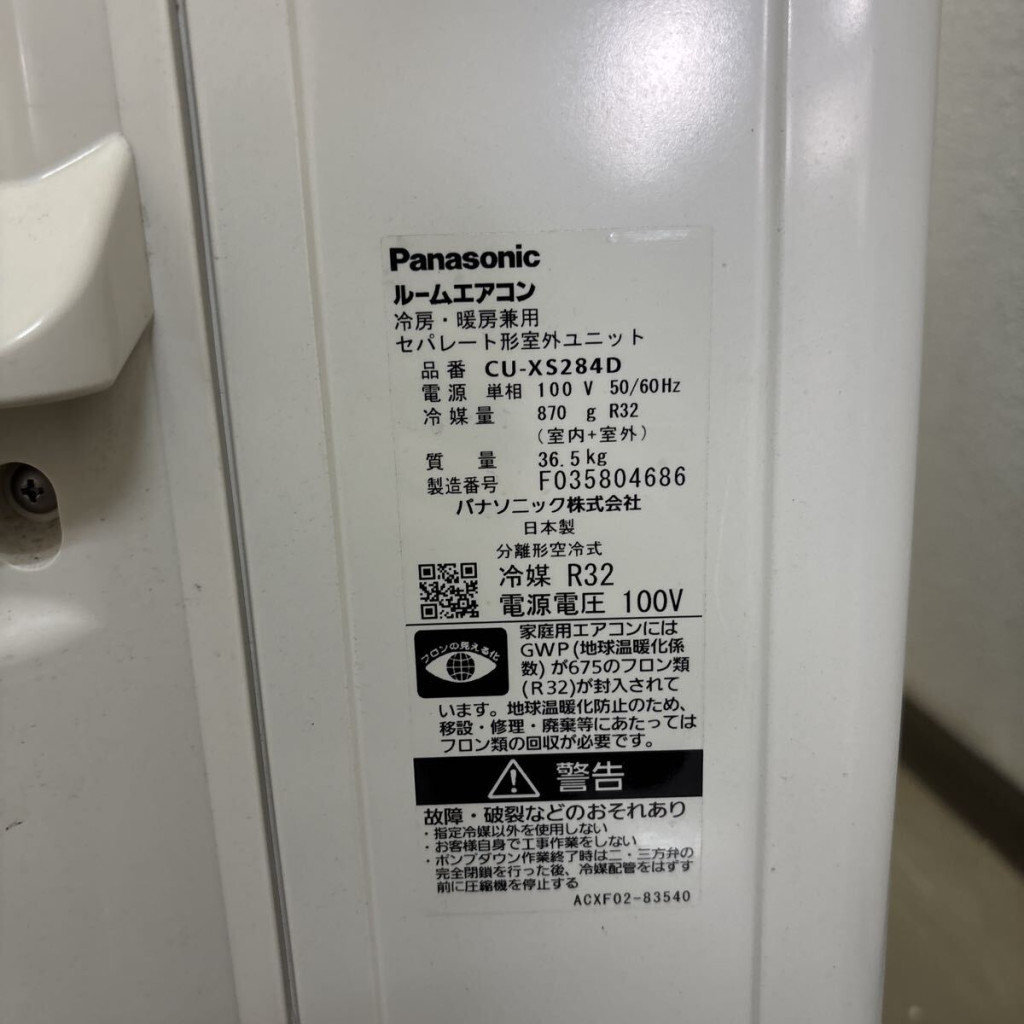 Panasonic
ルームエアコン
冷房・暖房兼用
セパレート形室外ユニット
品番 CU-XS284D
電源 単相 100 V 50/60Hz
冷媒量 870 g R32
(室内+室外)
質量 36.5kg
製造番号 F035804686
パナソニック株式会社
日本製
分離形空冷式
冷媒 R32
電源電圧 100V
フロンの見える化
家庭用エアコンには
GWP(地球温暖化係
数)が675のフロン類
(R32)が封入されて
います。地球温暖化防止のため、
移設・修理・廃棄等にあたっては
フロン類の回収が必要です。
警告
故障・破裂などのおそれあり
・指定冷媒以外を使用しない
・お客様自身で工事作業をしない
・ポンプダウン作業終了時は二・三方弁の
完全閉鎖を行った後、冷媒配管をはずす
前に圧縮機を停止する
ACXF02-83540